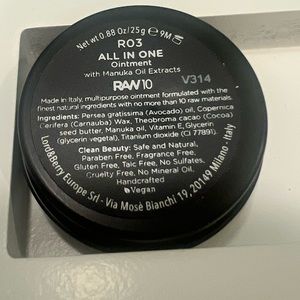 Net wt 0.88 Oz/25g e 9M
R03
ALL IN ONE
Ointment
with Manuka Oil Extracts
RAW10
V314
Made in Italy, multipurpose ointment formulated with the
finest natural ingredients with no more than 10 raw materials.
Ingredients: Persea gratissima (Avocado) oil, Copernicia
Cerifera (Carnauba) Wax, Theobroma cacao (Cocoa)
seed butter, Manuka oil, Vitamin E, Glycerin
(glycerin vegetal), Titanium dioxide (CI 77891).
Clean Beauty: Safe and Natural,
Paraben Free, Fragrance Free,
Gluten Free, Talc Free, No Sulfates,
Cruelty Free, No Mineral Oil,
Handcrafted
Vegan
Lord&Berry Europe Srl - Via Mosè Bianchi 19, 20149 Milano - Italy